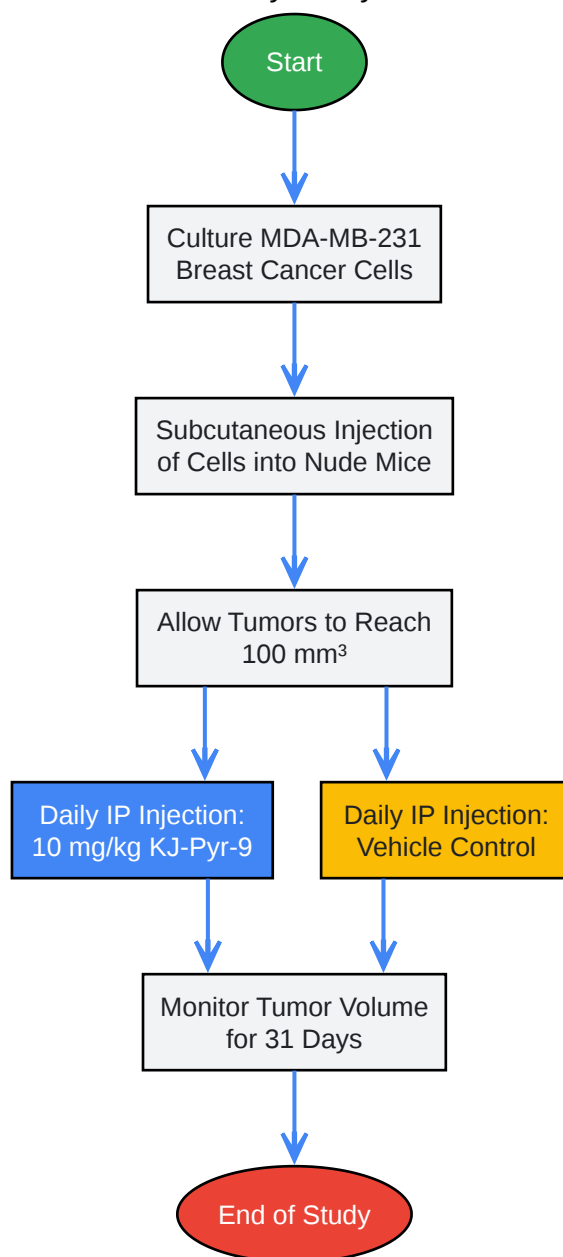 Start
Culture MDA-MB-231
Breast Cancer Cells
Subcutaneous Injection
of Cells into Nude Mice
Allow Tumors to Reach
100 mm³
Daily IP Injection:
10 mg/kg KJ-Pyr-9
Daily IP Injection:
Vehicle Control
Monitor Tumor Volume
for 31 Days
End of Study